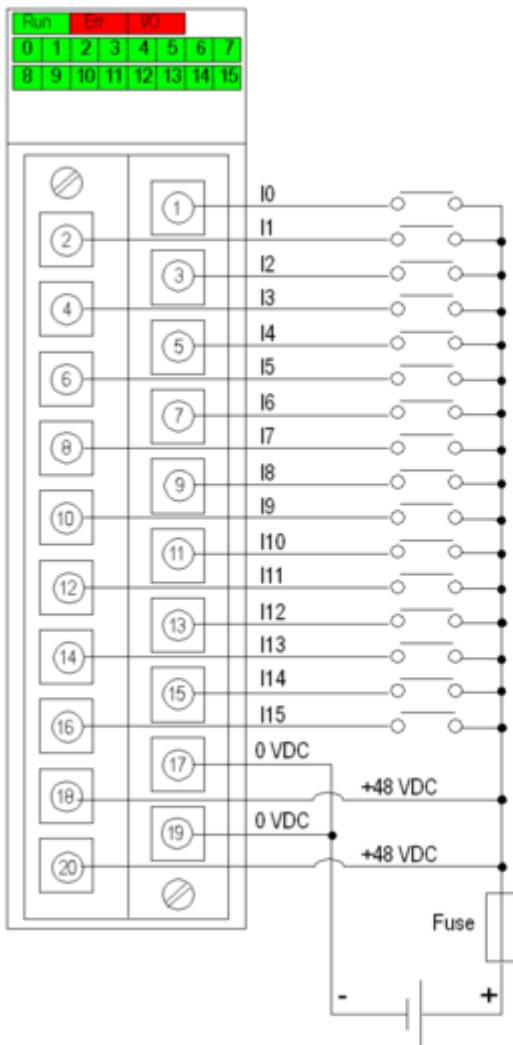 Run Err I/O
0 1 2 3 4 5 6 7
8 9 10 11 12 13 14 15
1 I0
2 I1
3 I2
4 I3
5 I4
6 I5
7 I6
8 I7
9 I8
10 I9
11 I10
12 I11
13 I12
14 I13
15 I14
16 I15
17 0 VDC
18 +48 VDC
19 0 VDC
20 +48 VDC
Fuse
- +